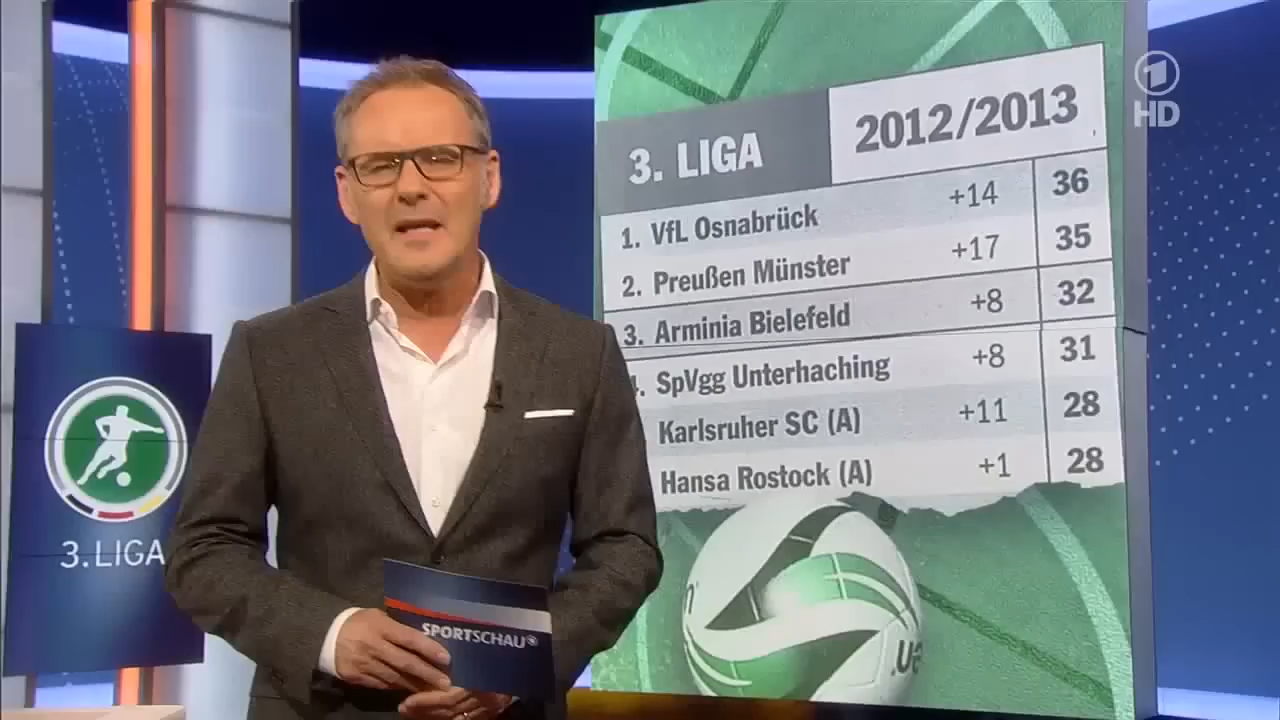 1
HD
3. LIGA 2012/2013
1. VfL Osnabrück +14 36
2. Preußen Münster +17 35
3. Arminia Bielefeld +8 32
. SpVgg Unterhaching +8 31
Karlsruher SC (A) +11 28
Hansa Rostock (A) +1 28
3. LIGA
SPORTSCHAU